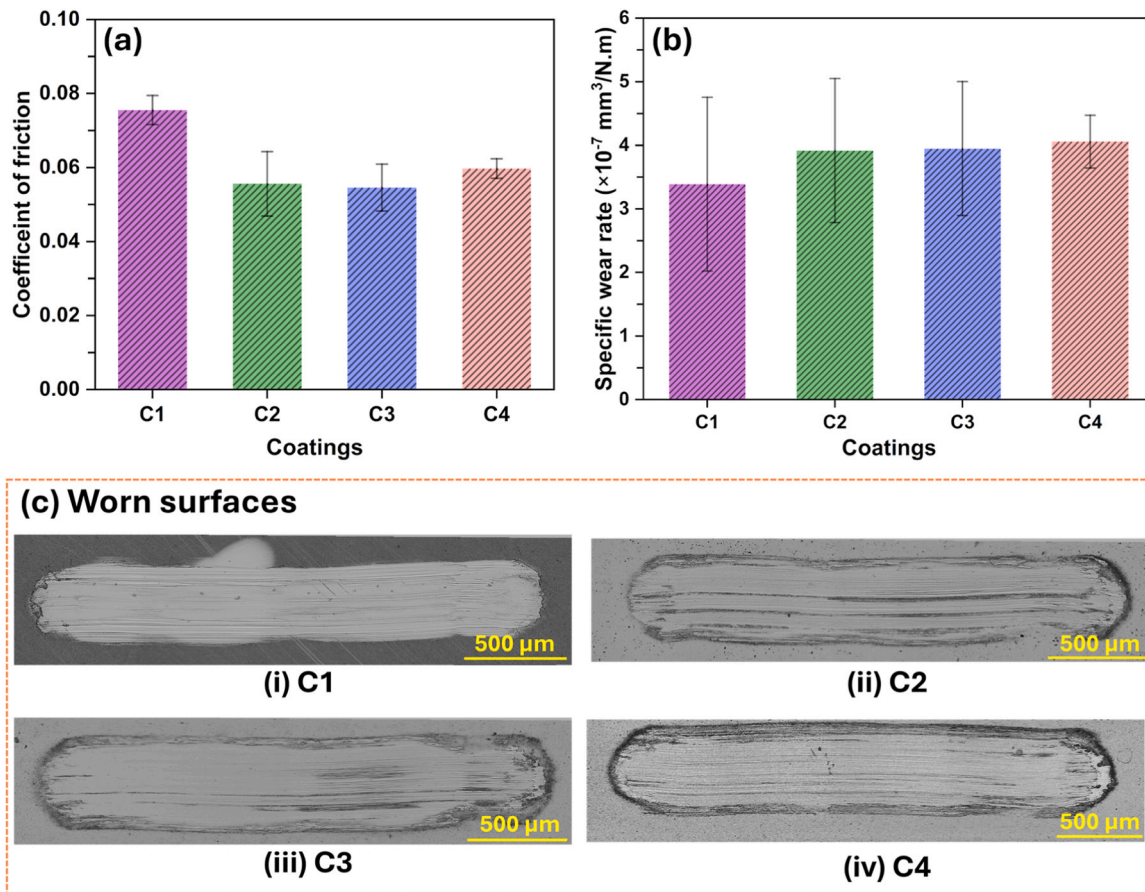 (a)
Coefficeint of friction
0.10
0.08
0.06
0.04
0.02
0.00
C1 C2 C3 C4
Coatings
(b)
Specific wear rate (×10⁻⁷ mm³/N.m)
6
5
4
3
2
1
0
C1 C2 C3 C4
Coatings
(c) Worn surfaces
500 µm
(i) C1
500 µm
(ii) C2
500 µm
(iii) C3
500 µm
(iv) C4